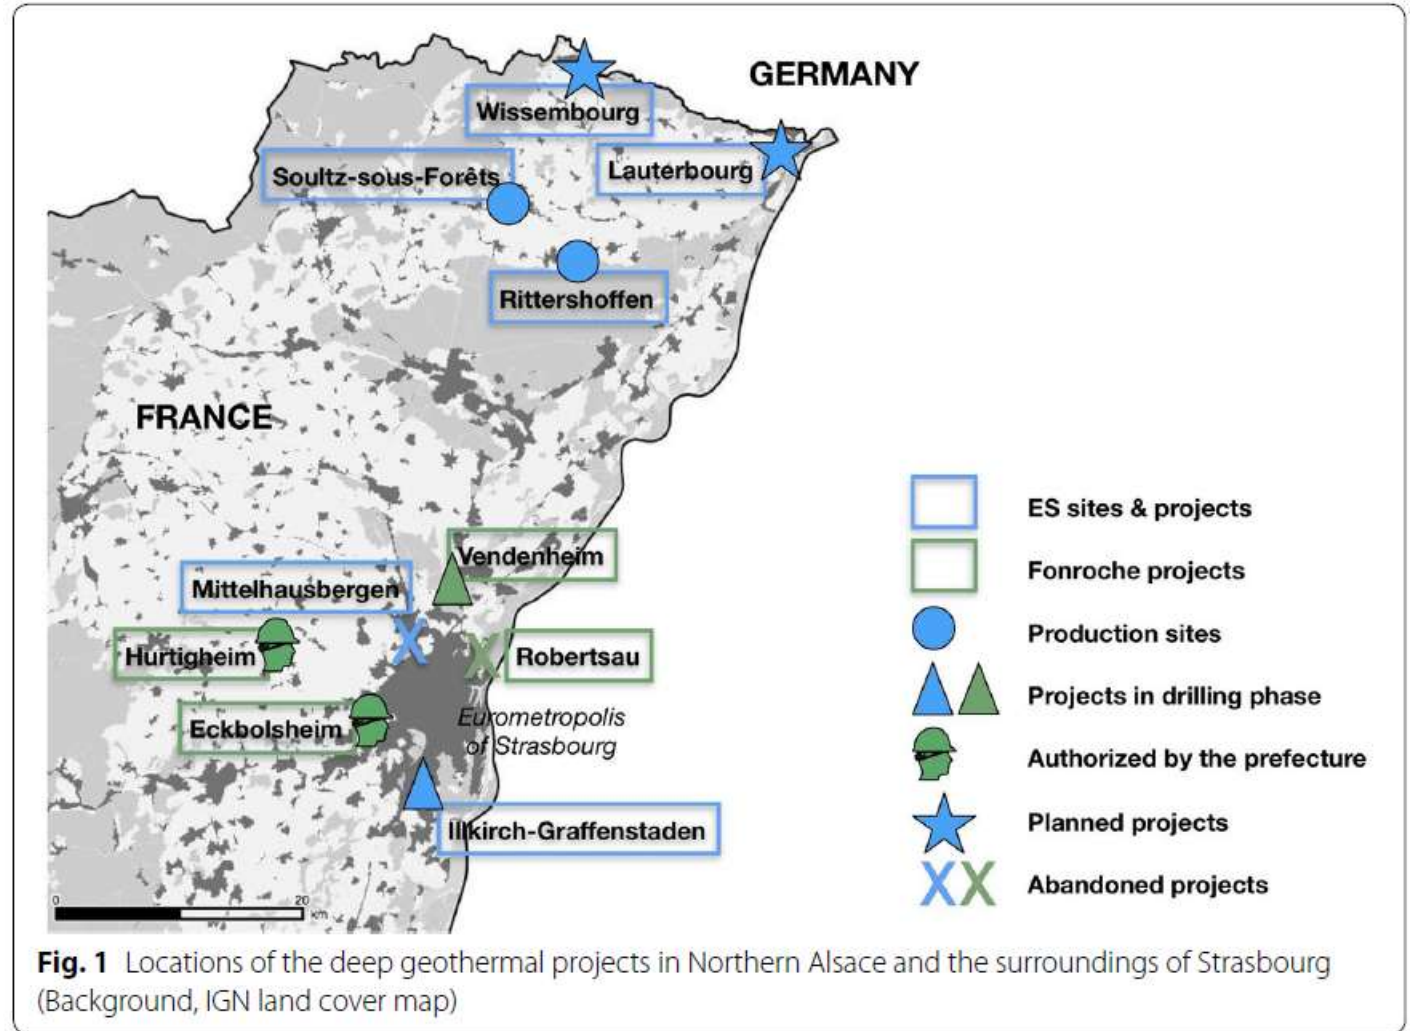 GERMANY
Wissembourg
Lauterbourg
Soultz-sous-Forêts
Rittershoffen
FRANCE
Vendenheim
Mittelhausbergen
X
X
Hurtigheim
Robertsau
Eckbolsheim
Eurometropolis
of Strasbourg
Illkirch-Graffenstaden
0 20
km
ES sites & projects
Fonroche projects
Production sites
Projects in drilling phase
Authorized by the prefecture
Planned projects
XX Abandoned projects
Fig. 1 Locations of the deep geothermal projects in Northern Alsace and the surroundings of Strasbourg
(Background, IGN land cover map)